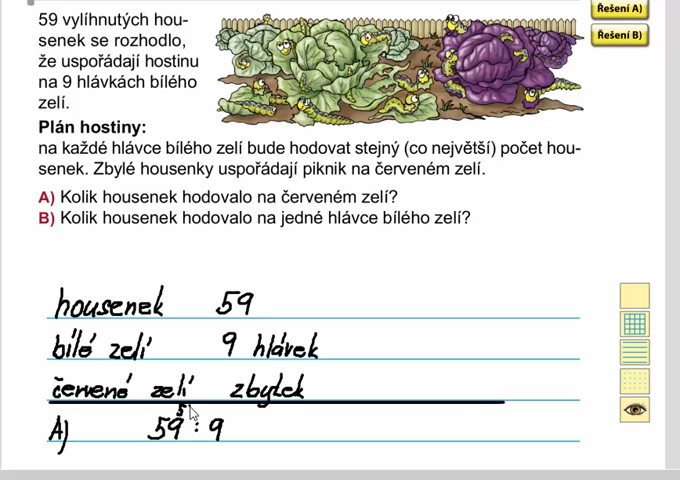 59 vylíhnutých hou-
senek se rozhodlo,
že uspořádají hostinu
na 9 hlávkách bílého
zelí.
Plán hostiny:
na každé hlávce bílého zelí bude hodovat stejný (co největší) počet hou-
senek. Zbylé housenky uspořádají piknik na červeném zelí.
A) Kolik housenek hodovalo na červeném zelí?
B) Kolik housenek hodovalo na jedné hlávce bílého zelí?
Řešení A)
Řešení B)
housenek 59
bílé zelí 9 hlávek
červené zelí zbytek
5
A) 59 : 9